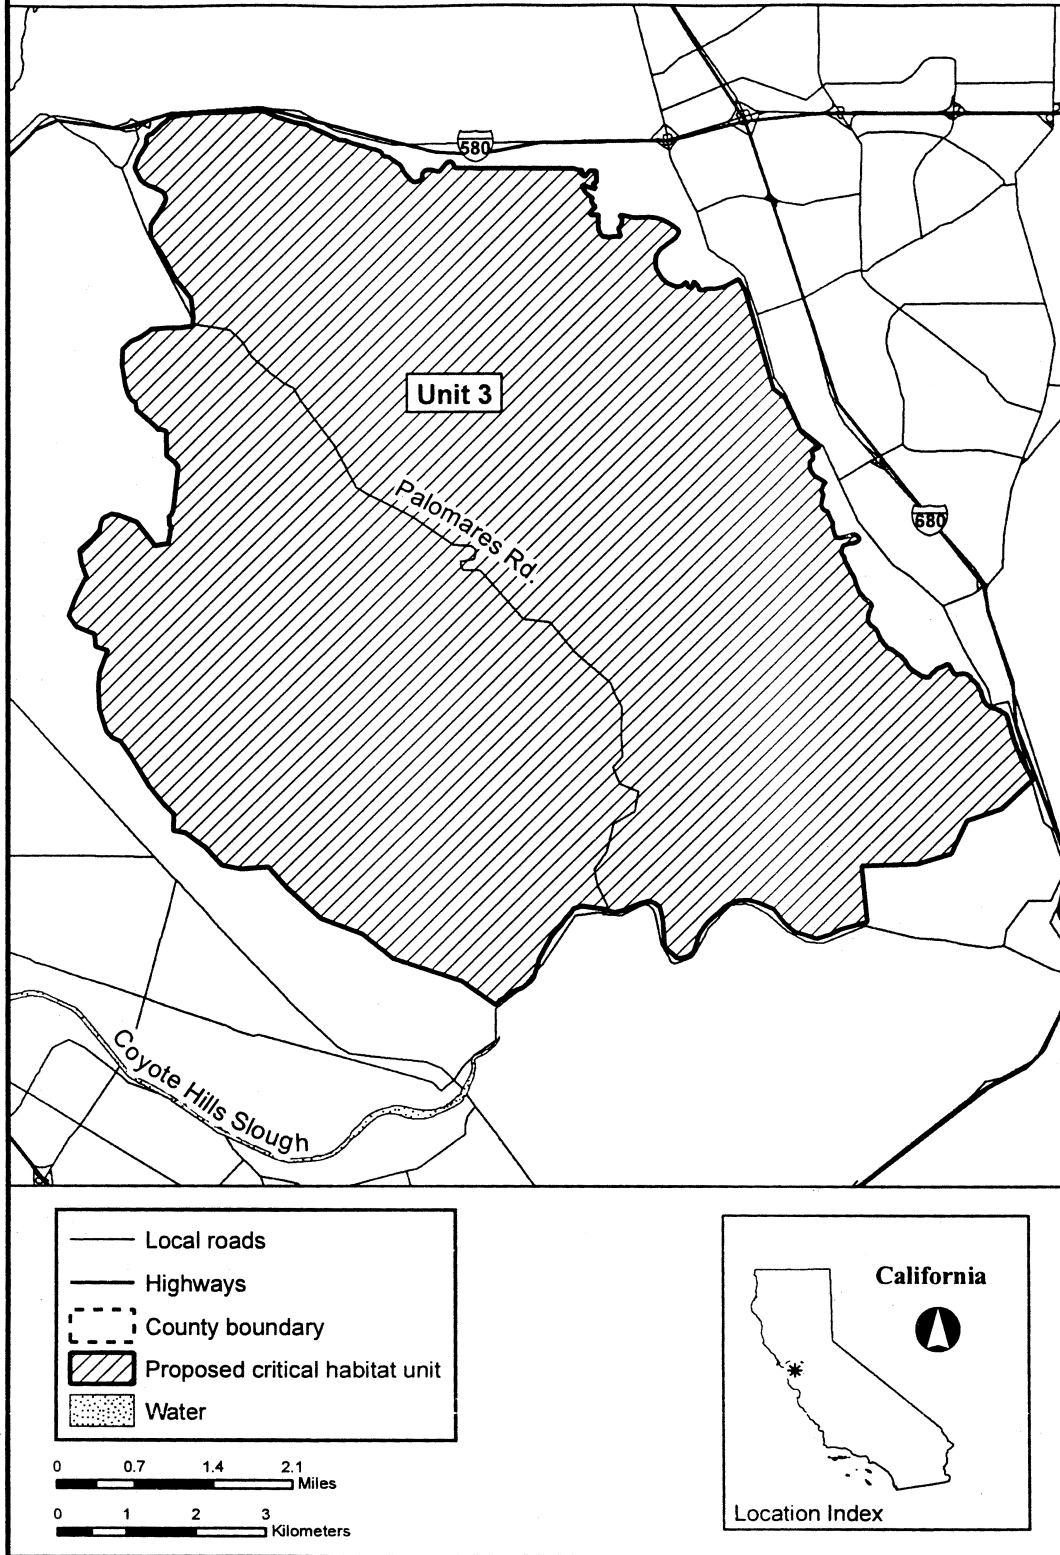 580
Unit 3
Palomares Rd.
680
Coyote Hills Slough
Local roads
Highways
County boundary
Proposed critical habitat unit
Water
0 0.7 1.4 2.1
Miles
0 1 2 3
Kilometers
California
Location Index